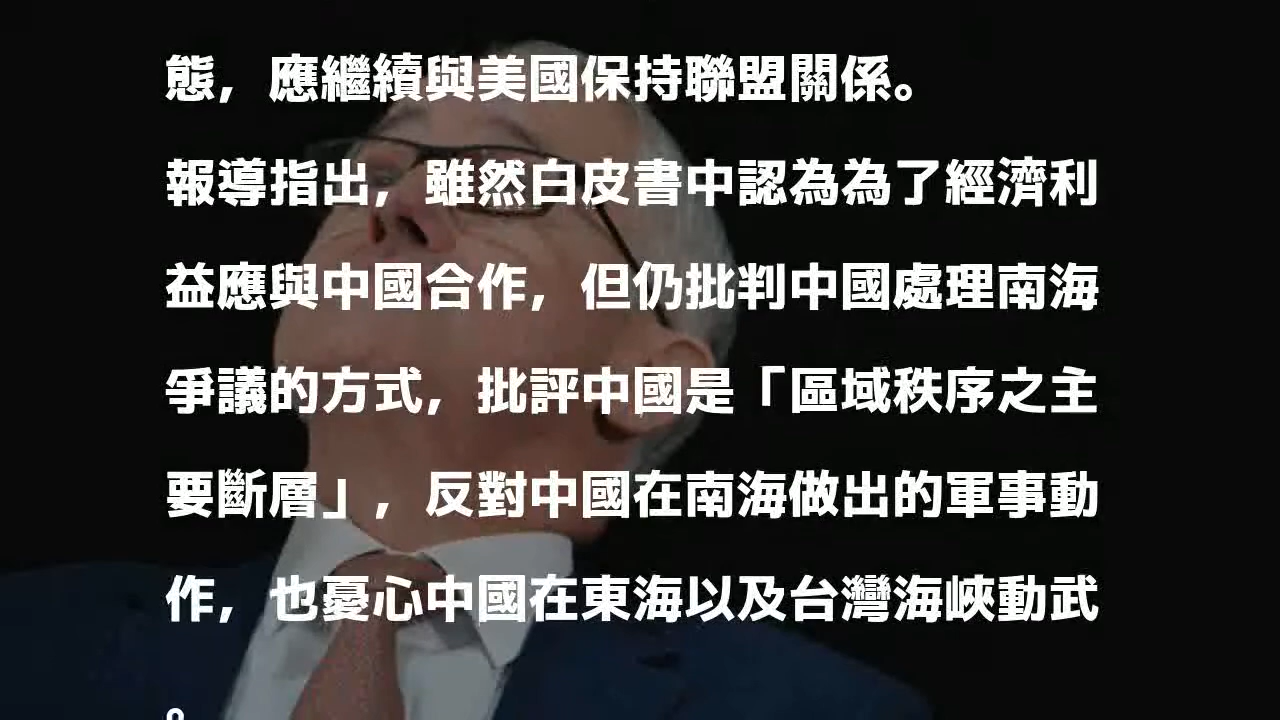 態，應繼續與美國保持聯盟關係。
報導指出，雖然白皮書中認為為了經濟利
益應與中國合作，但仍批判中國處理南海
爭議的方式，批評中國是「區域秩序之主
要斷層」，反對中國在南海做出的軍事動
作，也憂心中國在東海以及台灣海峽動武
。